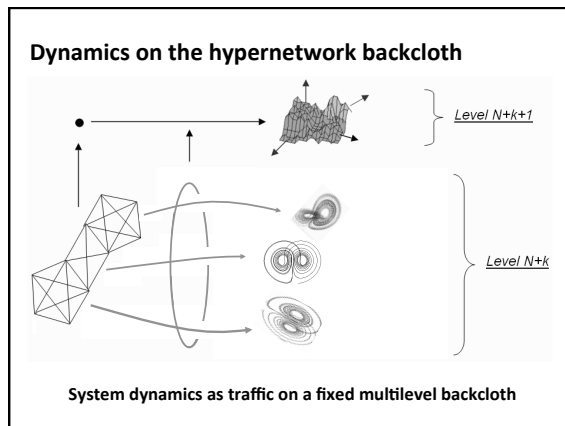 Dynamics on the hypernetwork backcloth
Level N+k+1
Level N+k
System dynamics as traffic on a fixed multilevel backcloth